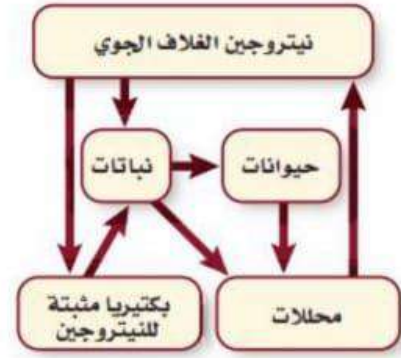 نيتروجين الغلاف الجوي
نباتات
حيوانات
بكتيريا مثبتة
للنيتروجين
محللات